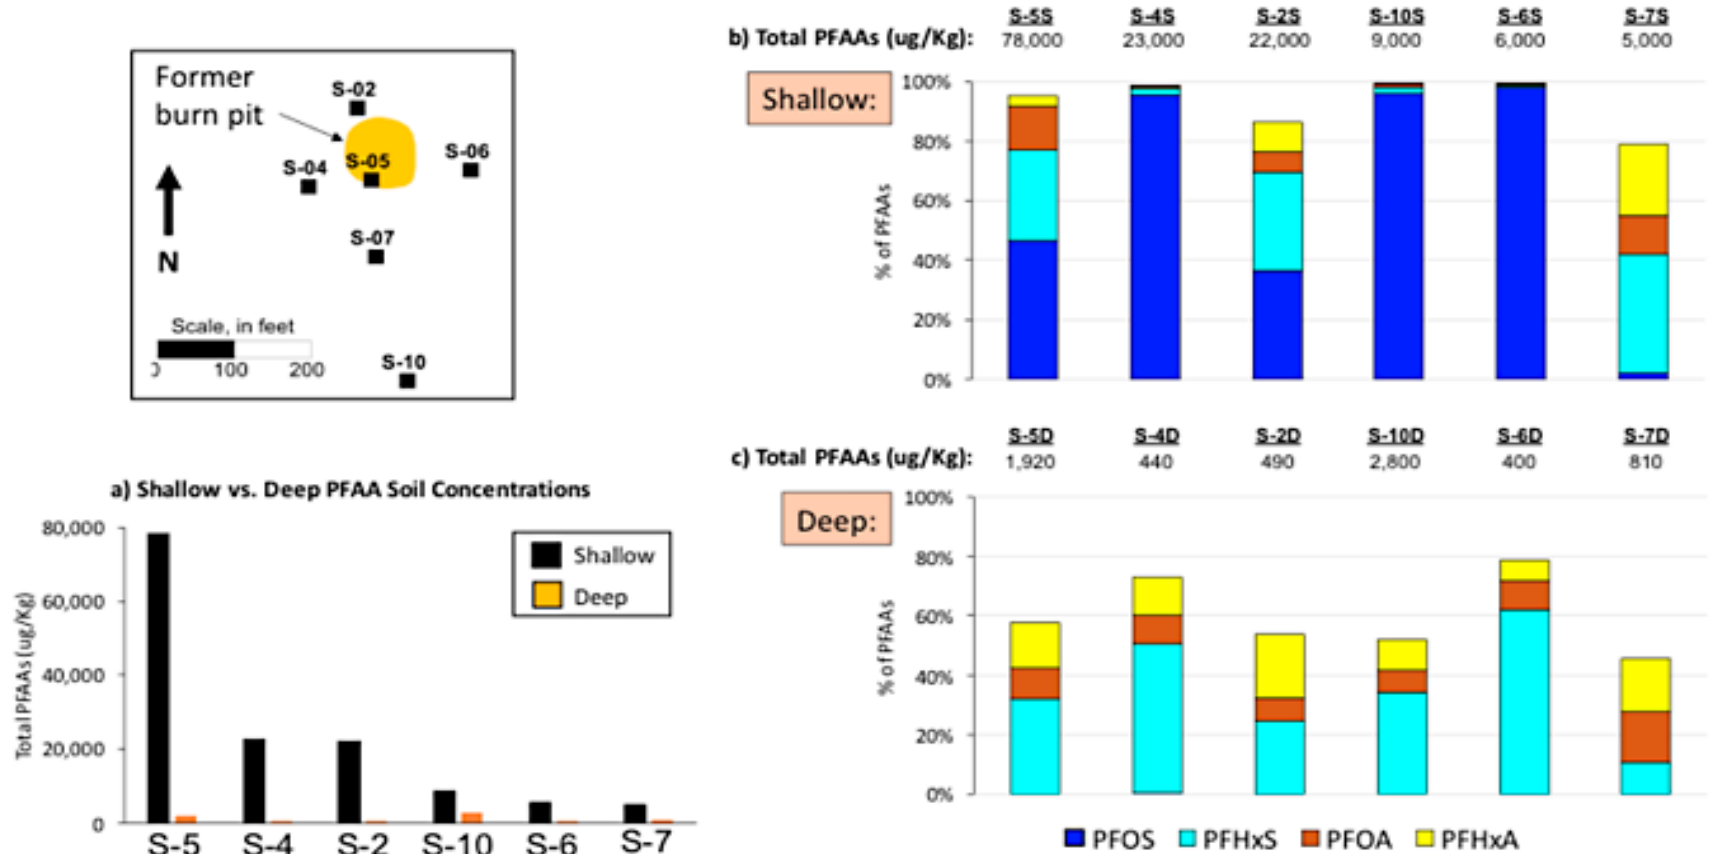 Former
burn pit
S-02
S-04
S-05
S-06
S-07
N
Scale, in feet
0 100 200
S-10
a) Shallow vs. Deep PFAA Soil Concentrations
Total PFAAs (ug/Kg)
80,000
60,000
40,000
20,000
0
Shallow
Deep
S-5 S-4 S-2 S-10 S-6 S-7
S-5S S-4S S-2S S-10S S-6S S-7S
b) Total PFAAs (ug/Kg): 78,000 23,000 22,000 9,000 6,000 5,000
Shallow:
% of PFAAs
100%
80%
60%
40%
20%
0%
S-5D S-4D S-2D S-10D S-6D S-7D
c) Total PFAAs (ug/Kg): 1,920 440 490 2,800 400 810
Deep:
% of PFAAs
100%
80%
60%
40%
20%
0%
PFOS PFHxS PFOA PFHxA